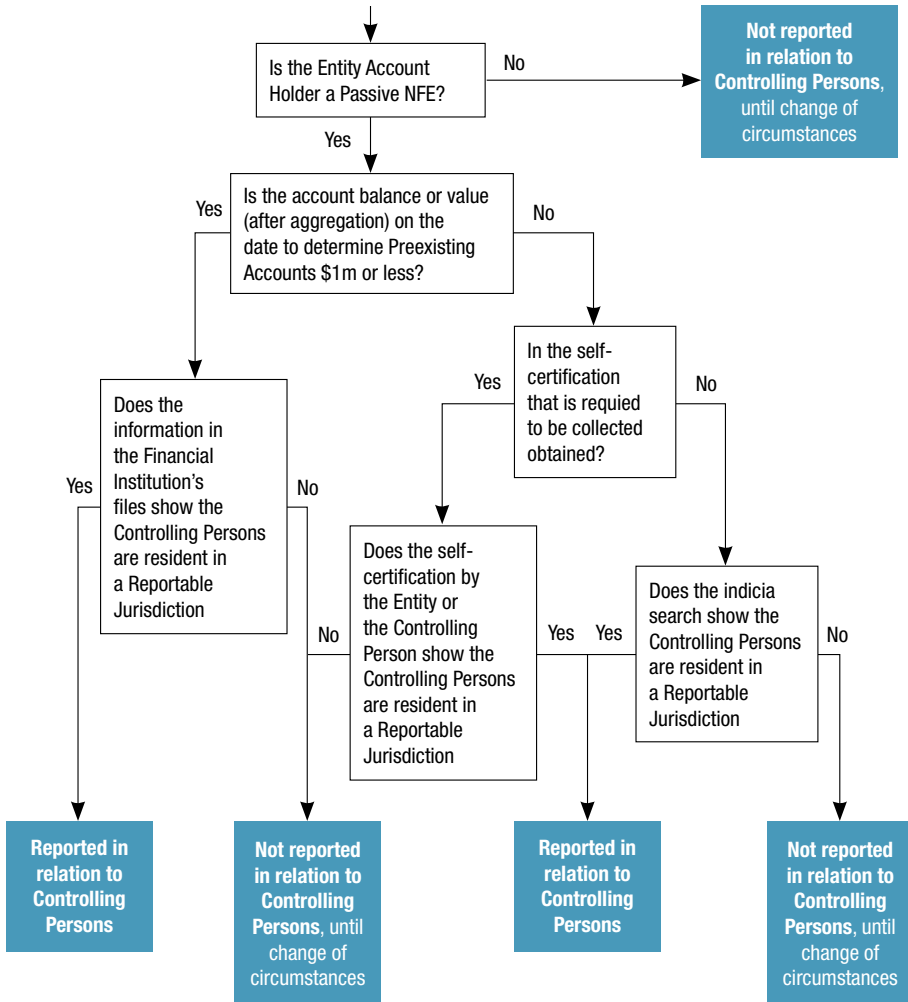 Is the Entity Account
Holder a Passive NFE?
No
Not reported
in relation to
Controlling Persons,
until change of
circumstances
Yes
Is the account balance or value
(after aggregation) on the
date to determine Preexisting
Accounts $1m or less?
Yes
No
In the self-
certification
that is requied
to be collected
obtained?
Yes
No
Does the
information in
the Financial
Institution's
files show the
Controlling Persons
are resident in
a Reportable
Jurisdiction
Yes
No
Does the self-
certification by
the Entity or
the Controlling
Person show the
Controlling Persons
are resident in
a Reportable
Jurisdiction
No
Yes
Does the indicia
search show the
Controlling Persons
are resident in
a Reportable
Jurisdiction
Yes
No
Reported in
relation to
Controlling
Persons
Not reported
in relation to
Controlling
Persons, until
change of
circumstances
Reported in
relation to
Controlling
Persons
Not reported
in relation to
Controlling
Persons, until
change of
circumstances